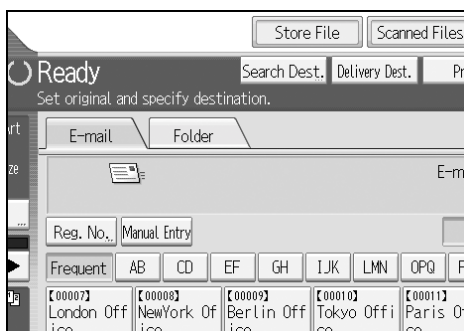 Store File Scanned Files
Ready Search Dest. Delivery Dest. Pr
Set original and specify destination.
E-mail Folder
E-m
Reg. No. Manual Entry
Frequent AB CD EF GH IJK LMN OPQ
【00007】 【00008】 【00009】 【00010】 【00011】
London Off NewYork Of Berlin Off Tokyo Offi Paris O
ice ice ice ce ce